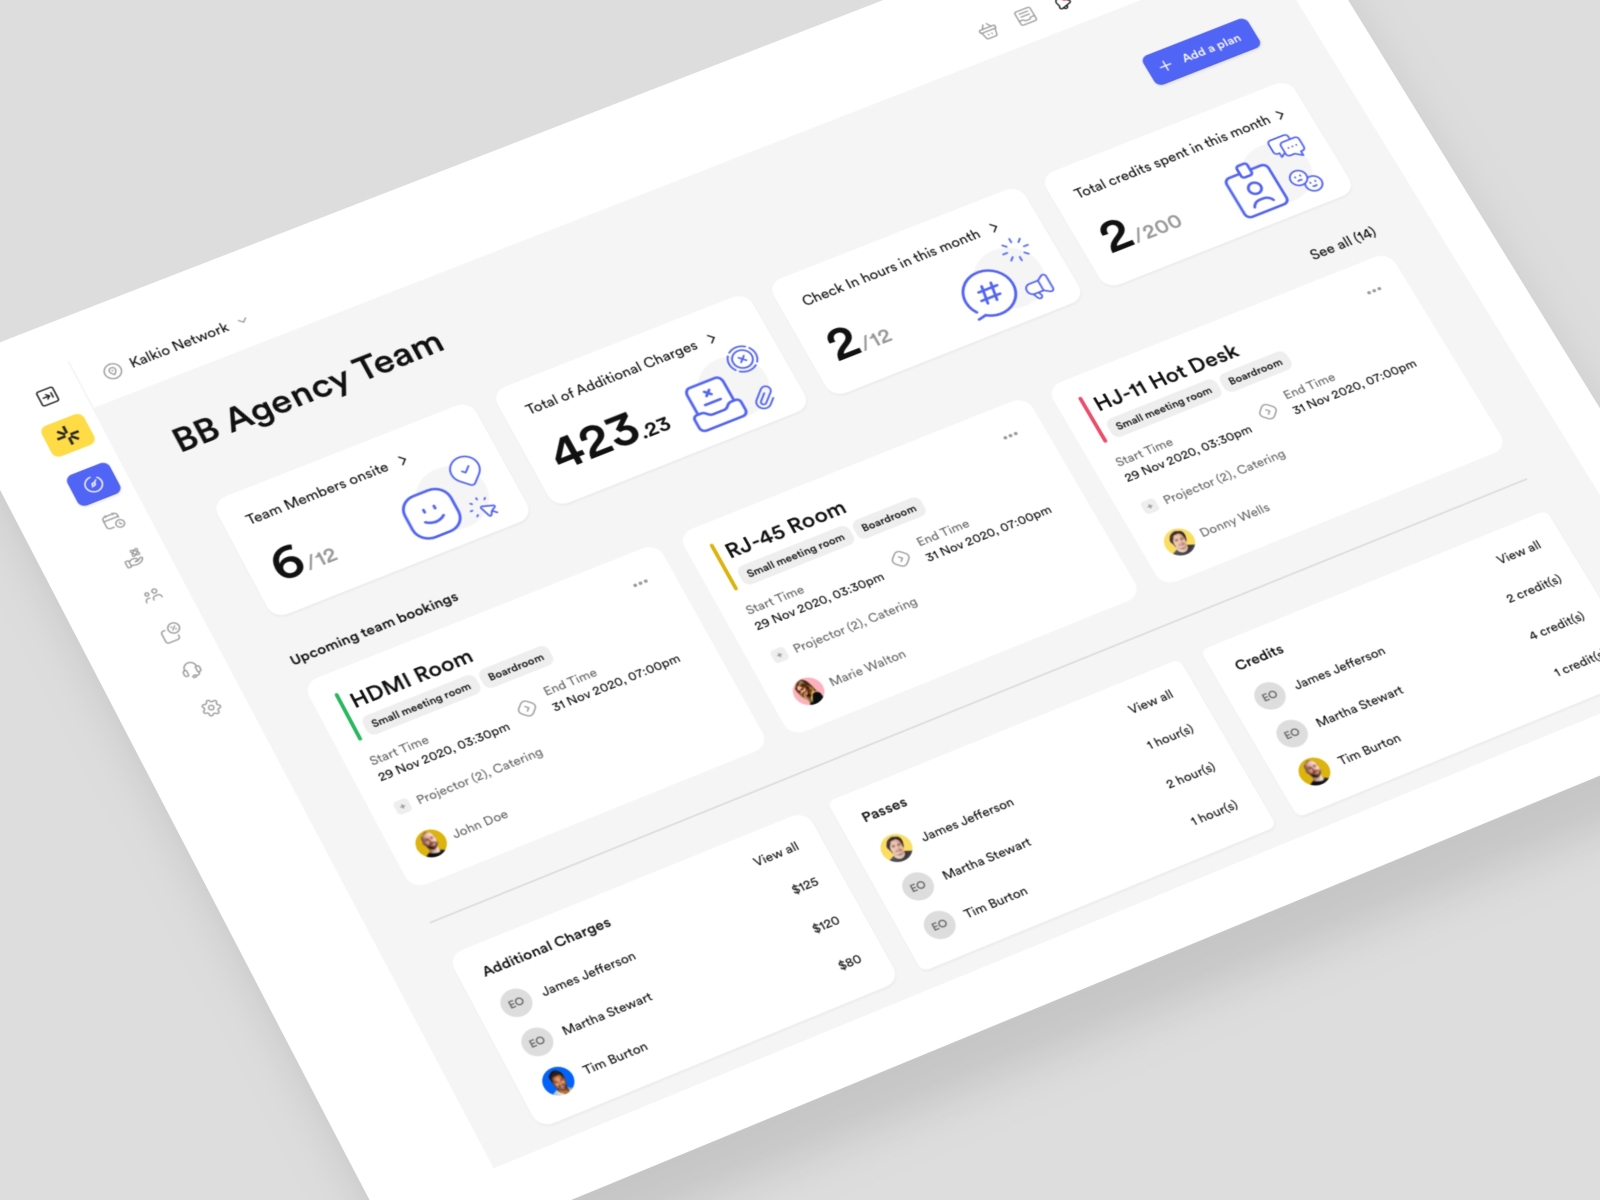 Add a plan
Kalkio Network
BB Agency Team
Team Members onsite
6/12
Total of Additional Charges
423.23
Check In hours in this month
2/12
Total credits spent in this month
2/200
Upcoming team bookings
See all (14)
HDMI Room
Small meeting room
Boardroom
Start Time
29 Nov 2020, 03:30pm
End Time
31 Nov 2020, 07:00pm
Projector (2), Catering
John Doe
RJ-45 Room
Small meeting room
Boardroom
Start Time
29 Nov 2020, 03:30pm
End Time
31 Nov 2020, 07:00pm
Projector (2), Catering
Marie Walton
HJ-11 Hot Desk
Small meeting room
Boardroom
Start Time
29 Nov 2020, 03:30pm
End Time
31 Nov 2020, 07:00pm
Projector (2), Catering
Donny Wells
Additional Charges
View all
EO James Jefferson $125
EO Martha Stewart $120
Tim Burton $80
Passes
View all
James Jefferson 1 hour(s)
EO Martha Stewart 2 hour(s)
EO Tim Burton 1 hour(s)
Credits
View all
EO James Jefferson 2 credit(s)
EO Martha Stewart 4 credit(s)
Tim Burton 1 credit(s